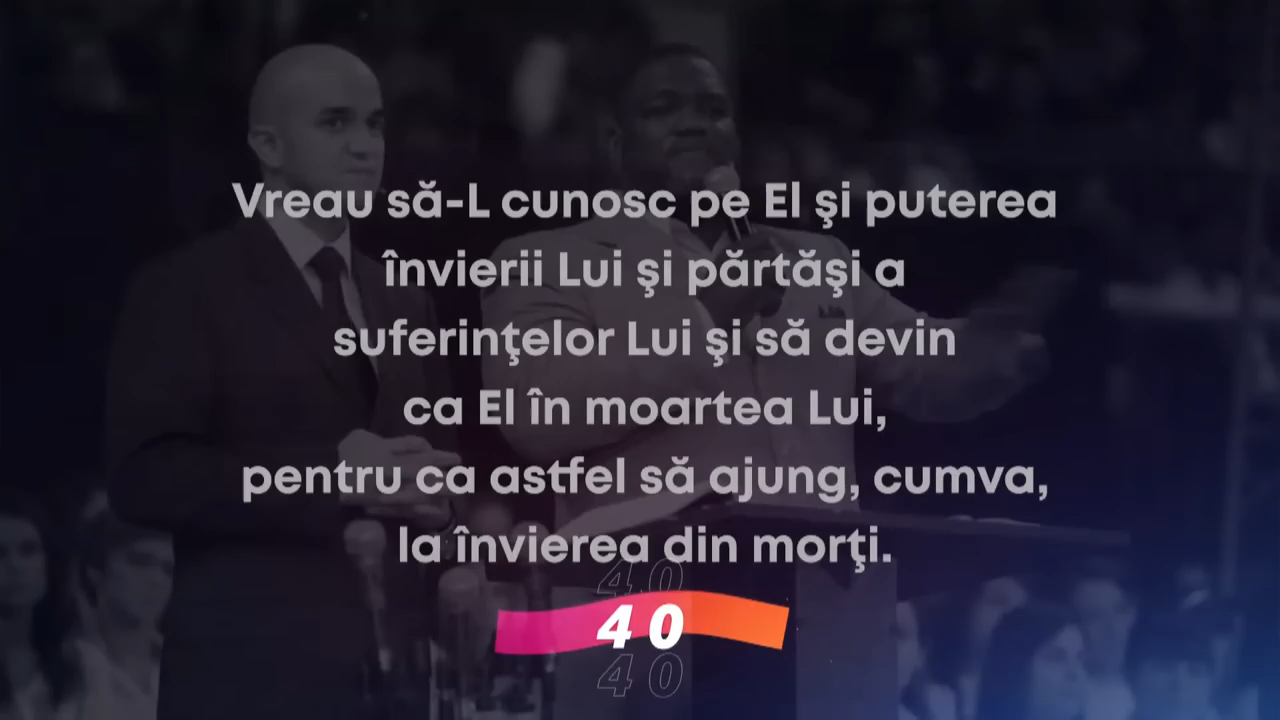 Vreau să-L cunosc pe El şi puterea
învierii Lui şi părtăşi a
suferinţelor Lui şi să devin
ca El în moartea Lui,
pentru ca astfel să ajung, cumva,
la învierea din morţi.
40
40
40